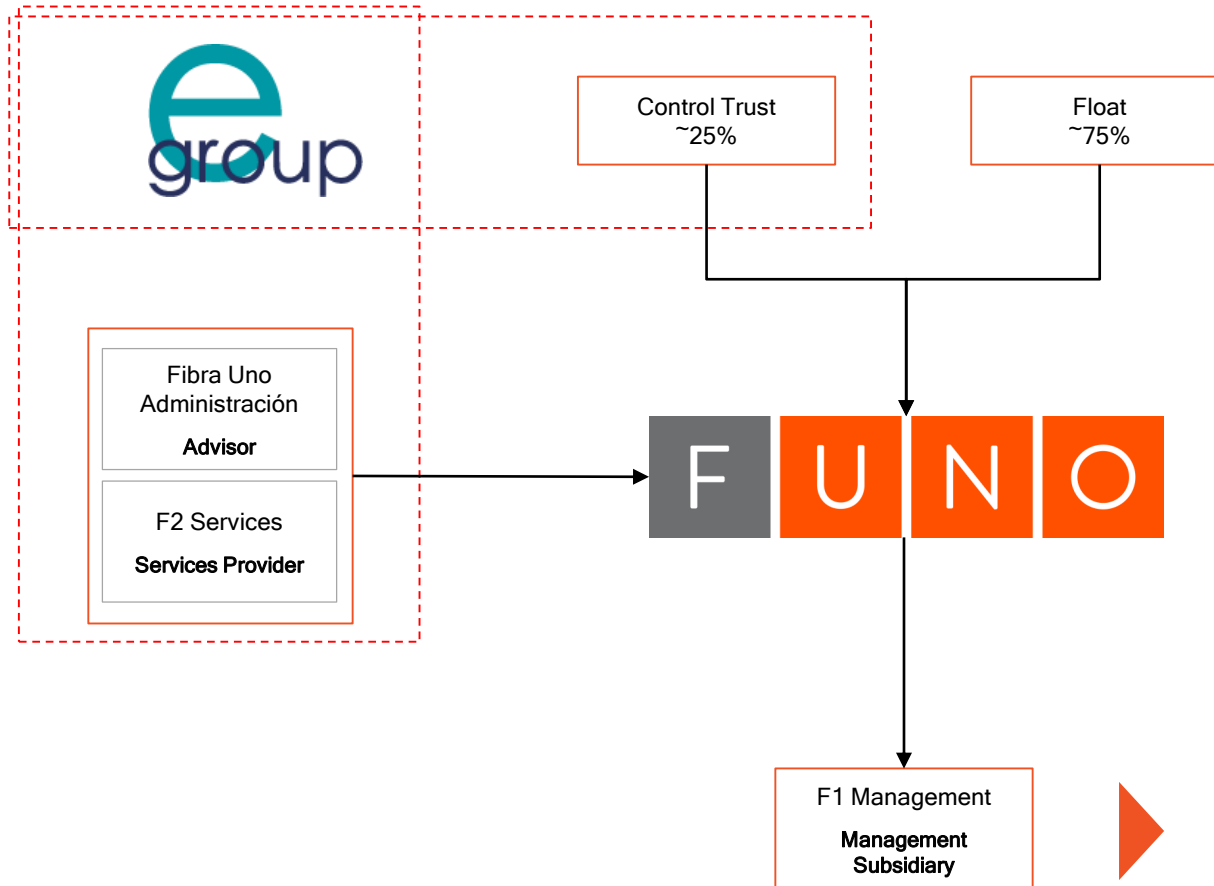 e
group
Control Trust
~25%
Float
~75%
Fibra Uno
Administración
Advisor
F2 Services
Services Provider
F U N O
F1 Management
Management
Subsidiary